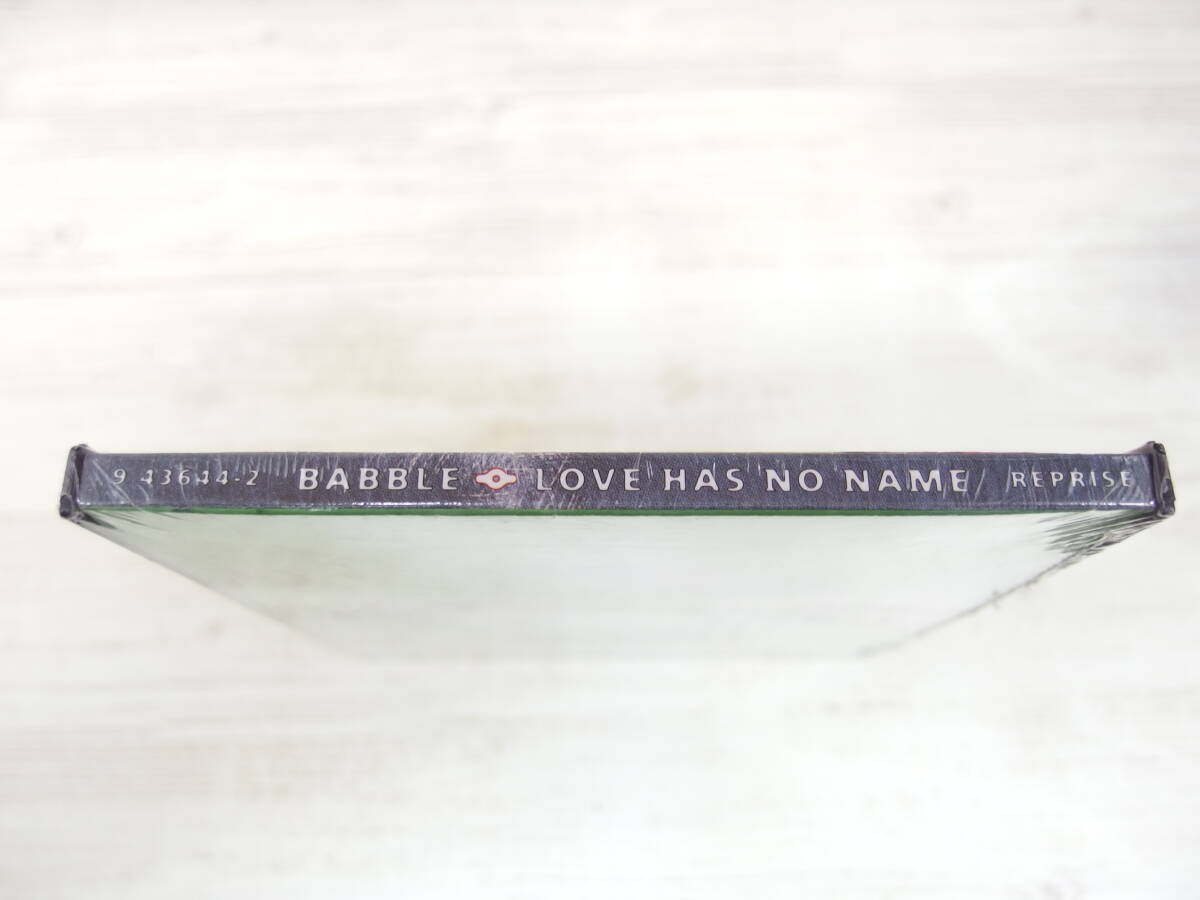 9 43644-2 BABBLE LOVE HAS NO NAME REPRISE